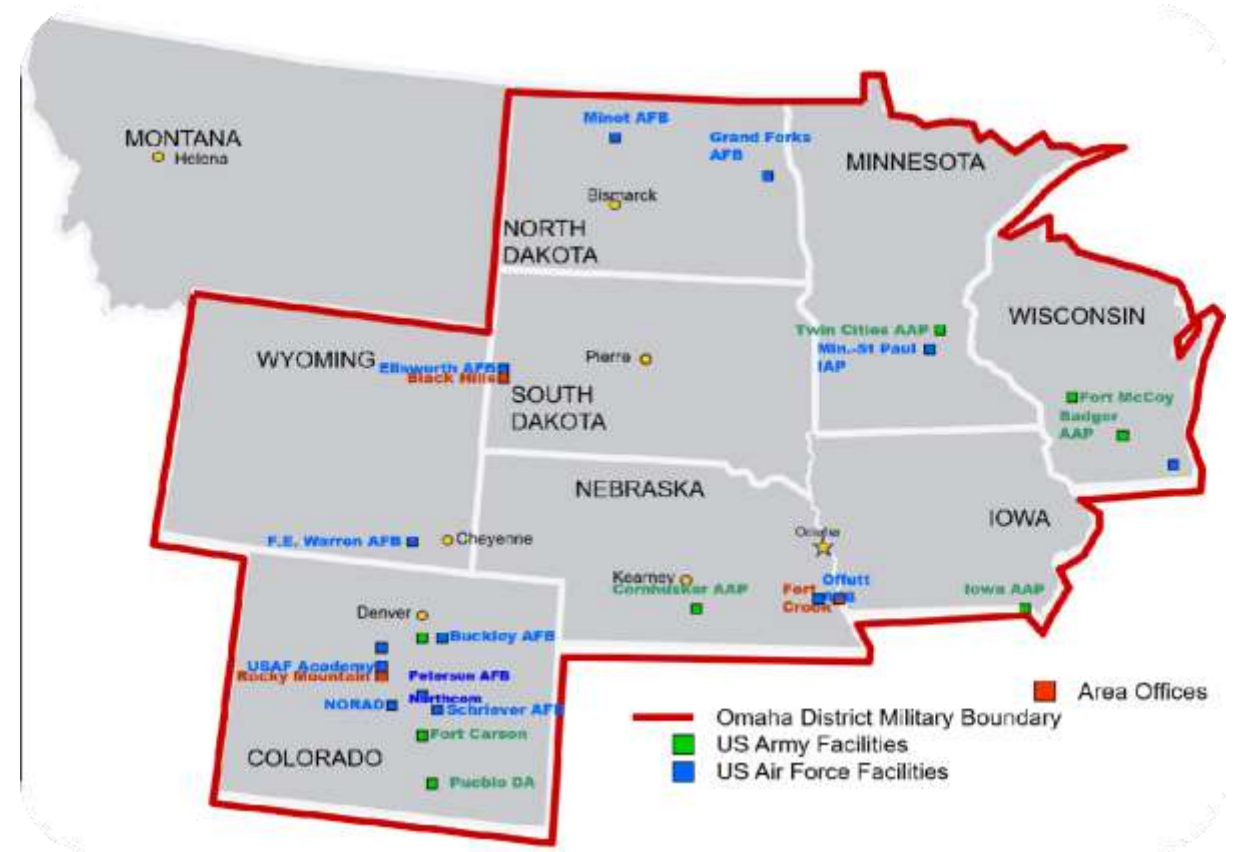 MONTANA
Helena
Minot AFB
Grand Forks
AFB
MINNESOTA
Bismarck
NORTH
DAKOTA
WISCONSIN
WYOMING
Twin Cities AAP
Min.-St Paul
IAP
Pierre
Ellsworth AFB
Black Hills
SOUTH
DAKOTA
Fort McCoy
Badger
AAP
NEBRASKA
IOWA
F.E. Warren AFB
Cheyenne
Omaha
Kearney
Cornhusker AAP
Fort
Crook
Offutt
AFB
Iowa AAP
Denver
Buckley AFB
USAF Academy
Rocky Mountain
Peterson AFB
Northcom
NORAD
Schriever AFB
Fort Carson
COLORADO
Pueblo DA
Area Offices
Omaha District Military Boundary
US Army Facilities
US Air Force Facilities